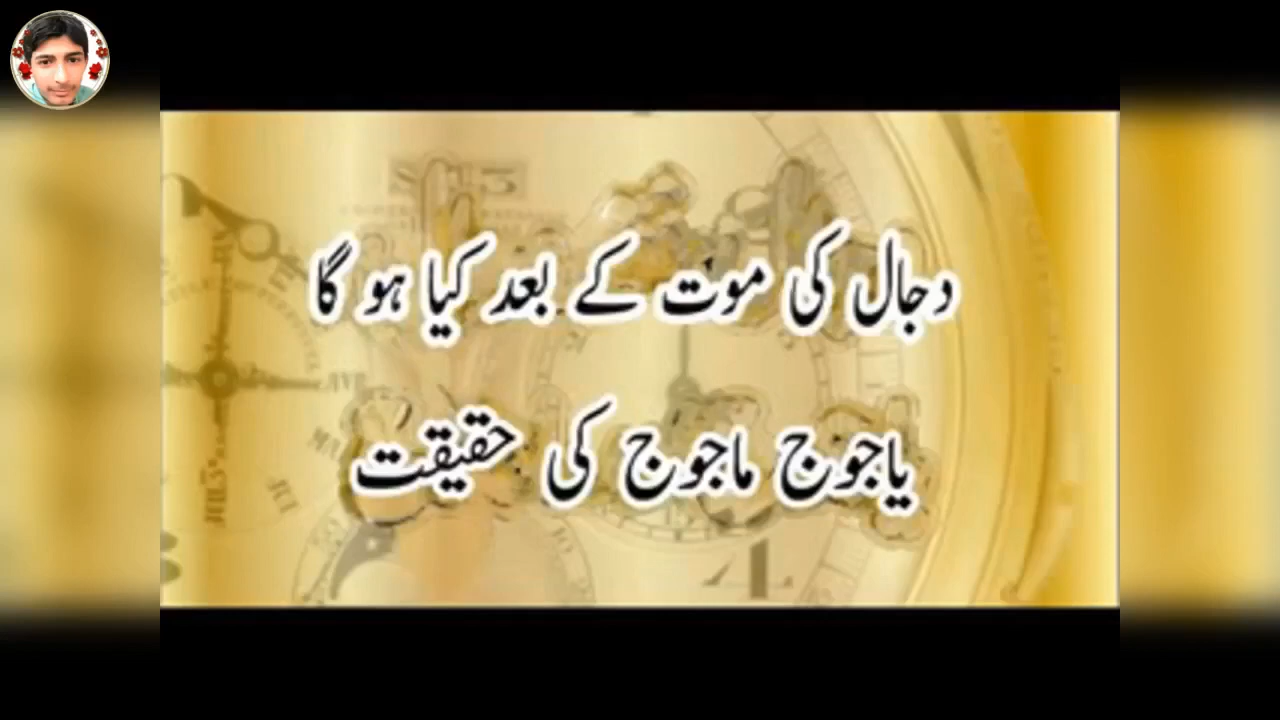 دجال کی موت کے بعد کیا ہو گا
یاجوج ماجوج کی حقیقت